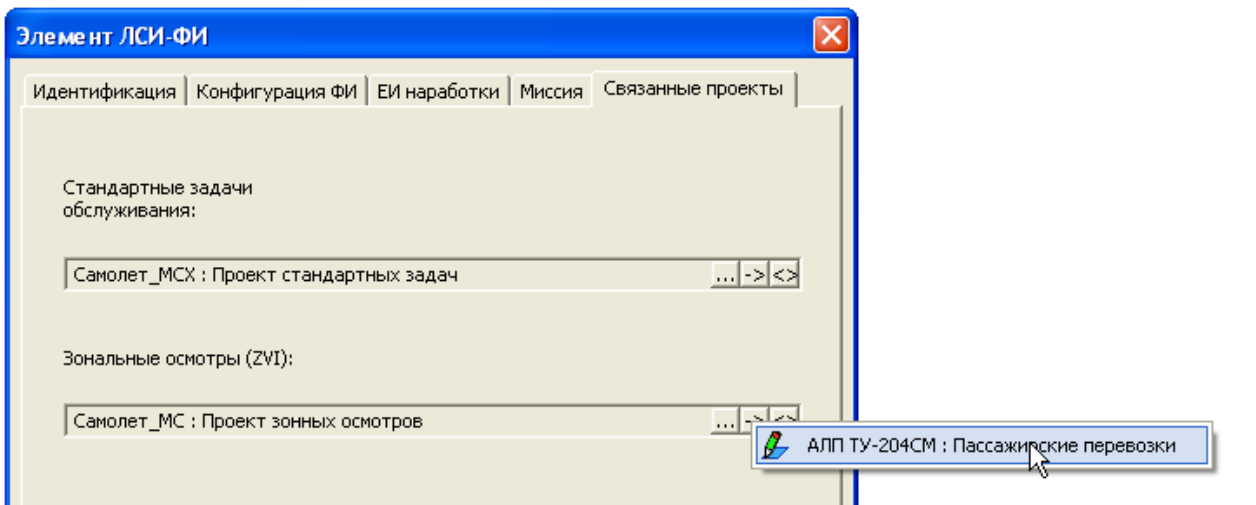 Элемент ЛСИ-ФИ
Идентификация Конфигурация ФИ ЕИ наработки Миссия Связанные проекты
Стандартные задачи
обслуживания:
Самолет_МСХ : Проект стандартных задач ... -> <>
Зональные осмотры (ZVI):
Самолет_МС : Проект зонных осмотров ... -> <>
АЛП ТУ-204СМ : Пассажирские перевозки